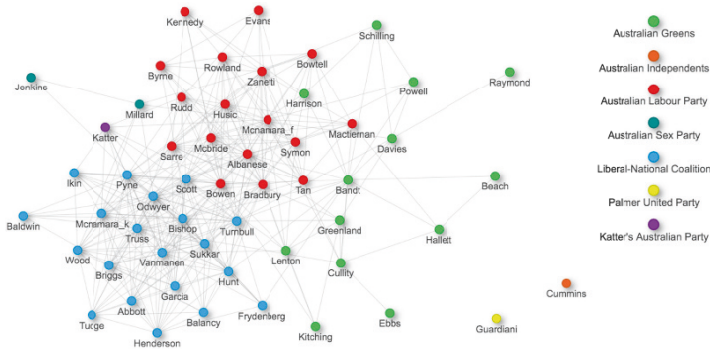 Kennedy
Evans
Schilling
Byrne
Rowland
Zaneti
Bowtell
Jenkins
Millard
Rudd
Husic
Harrison
Powell
Raymond
Katter
Mcnamara_f
Mactiernan
Sarre
Mcbride
Albanese
Symon
Davies
Ikin
Pyne
Scott
Bowen
Bradbury
Tan
Bandt
Beach
Odwyer
Baldwin
Mcmamara_k
Truss
Bishop
Turnbull
Greenland
Hallett
Wood
Briggs
Vanmanen
Sukkar
Hunt
Lenton
Cullity
Turge
Abbott
Garcia
Balancy
Frydenberg
Henderson
Kitching
Ebbs
Guardiani
Cummins
Australian Greens
Australian Independents
Australian Labour Party
Australian Sex Party
Liberal-National Coalition
Palmer United Party
Katter's Australian Party